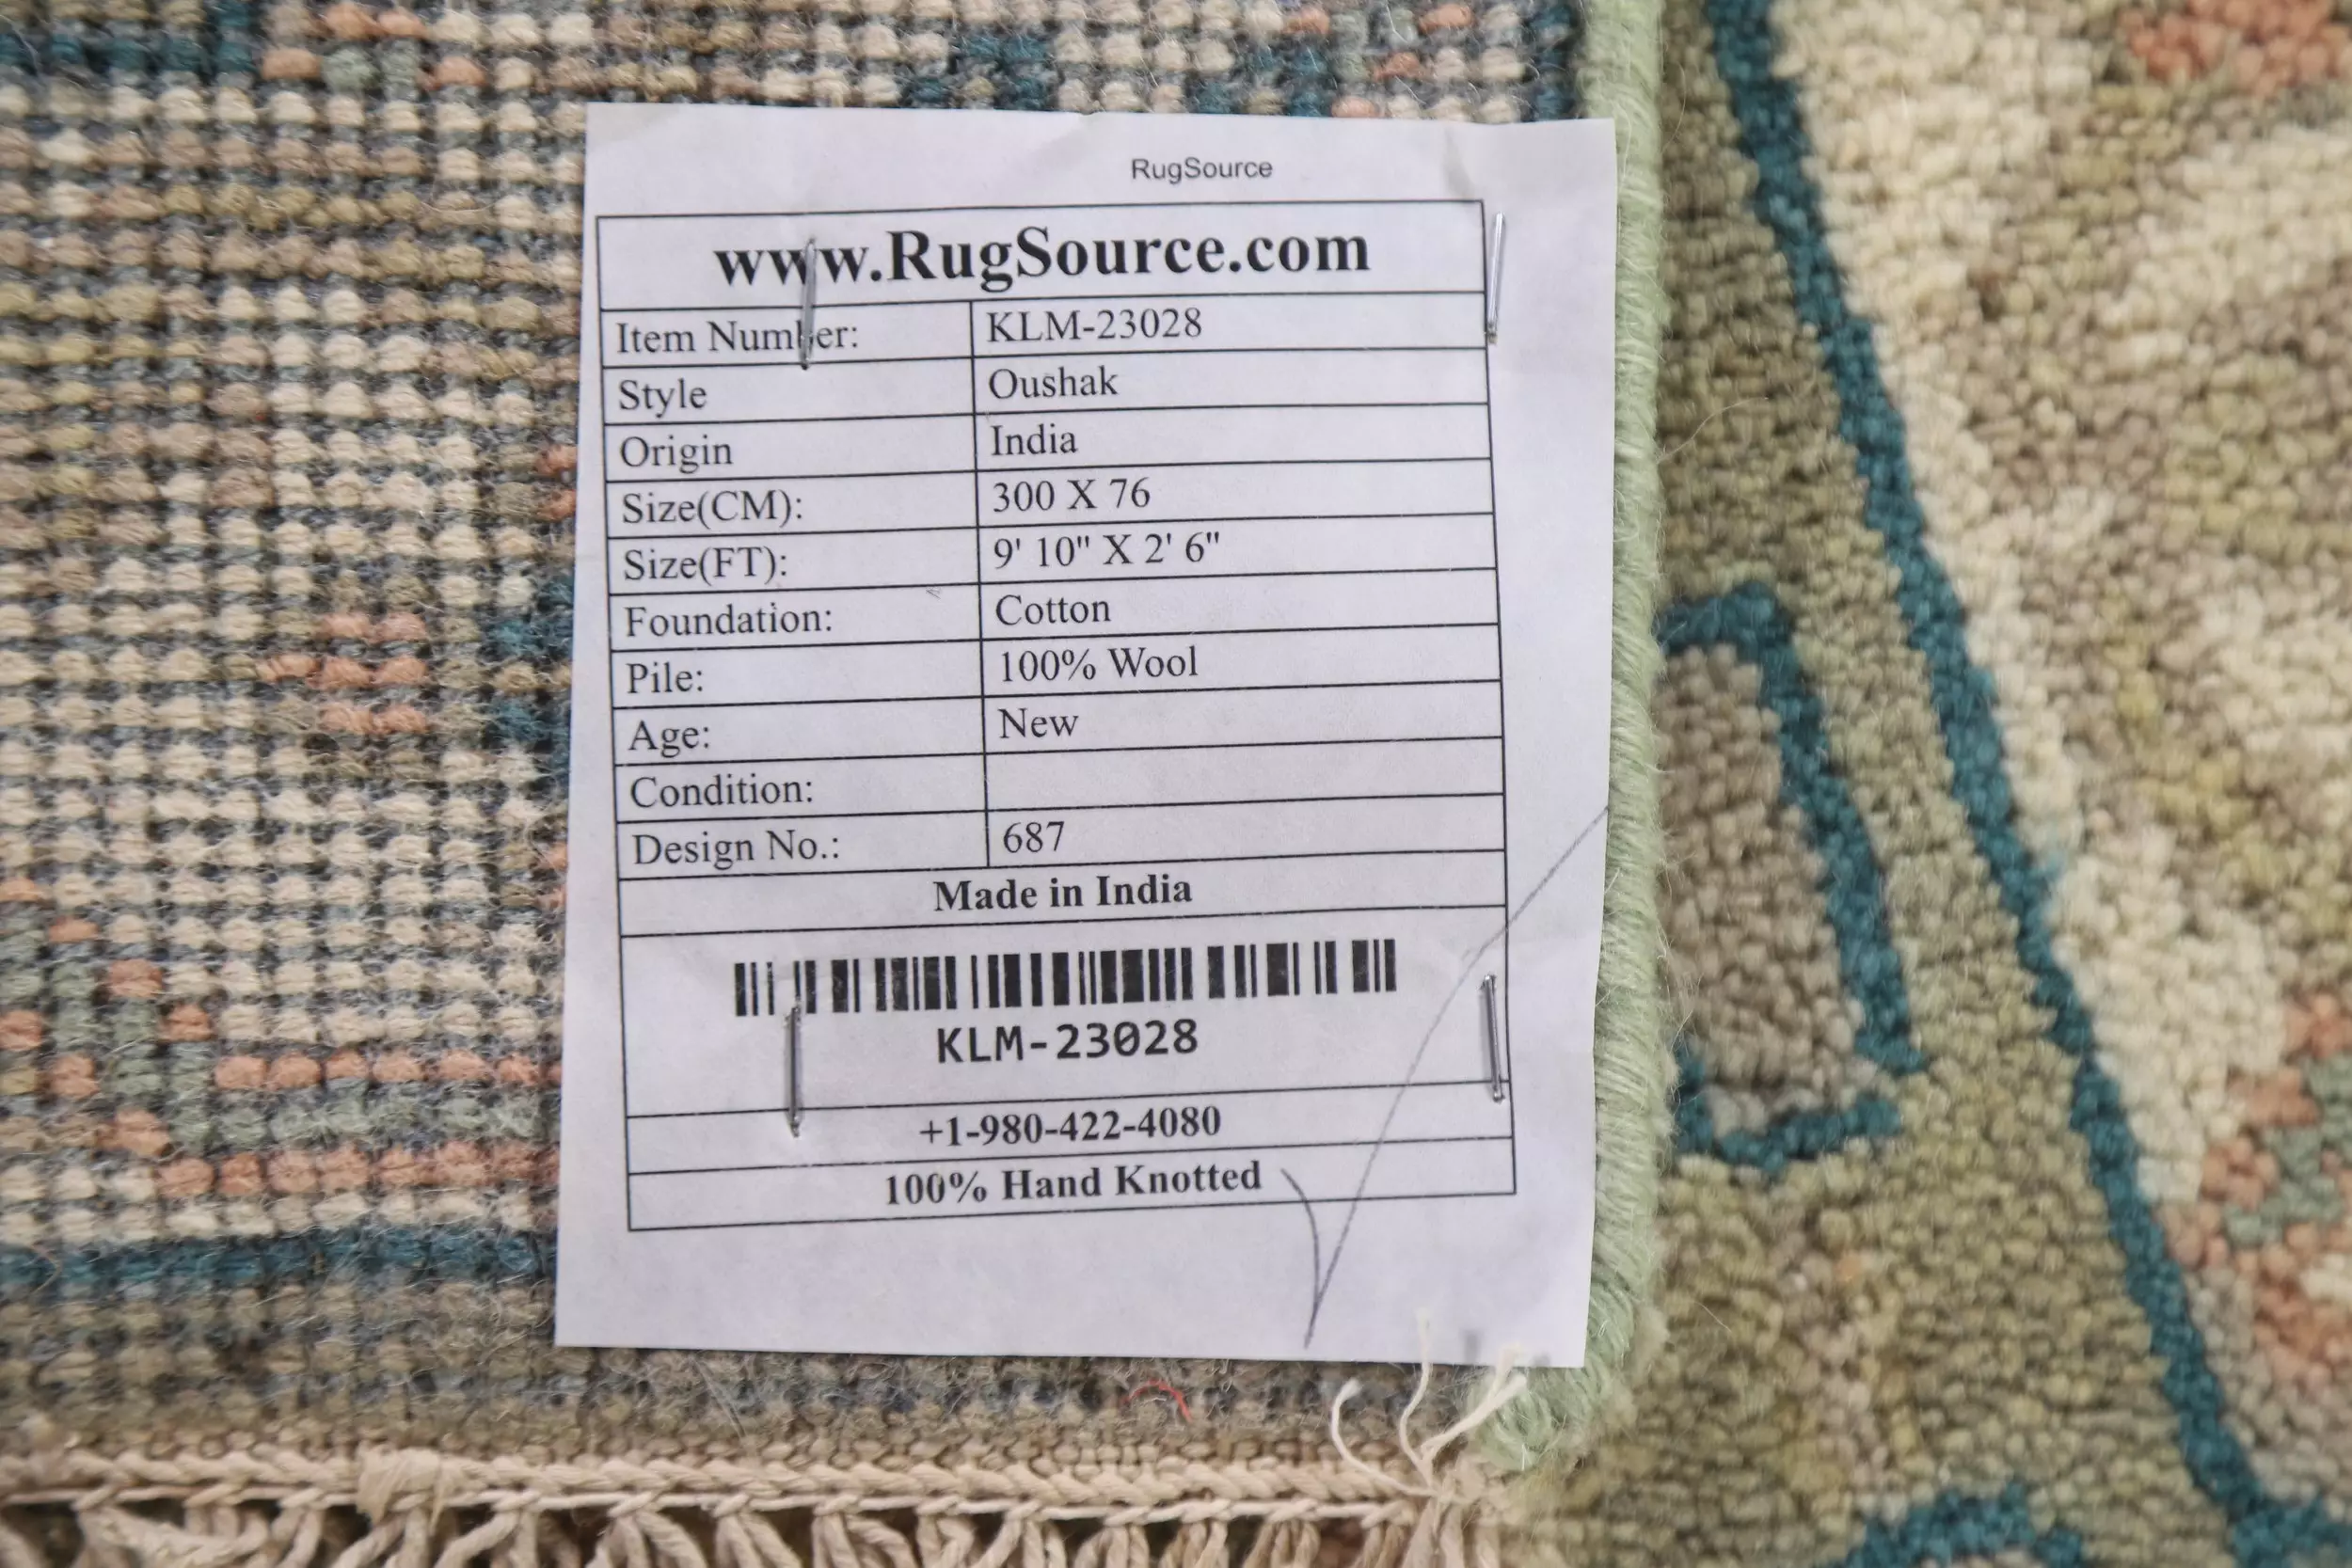 RugSource
www.RugSource.com
Item Number: KLM-23028
Style Oushak
Origin India
Size(CM): 300 X 76
Size(FT): 9' 10" X 2' 6"
Foundation: Cotton
Pile: 100% Wool
Age: New
Condition:
Design No.: 687
Made in India
KLM-23028
+1-980-422-4080
100% Hand Knotted